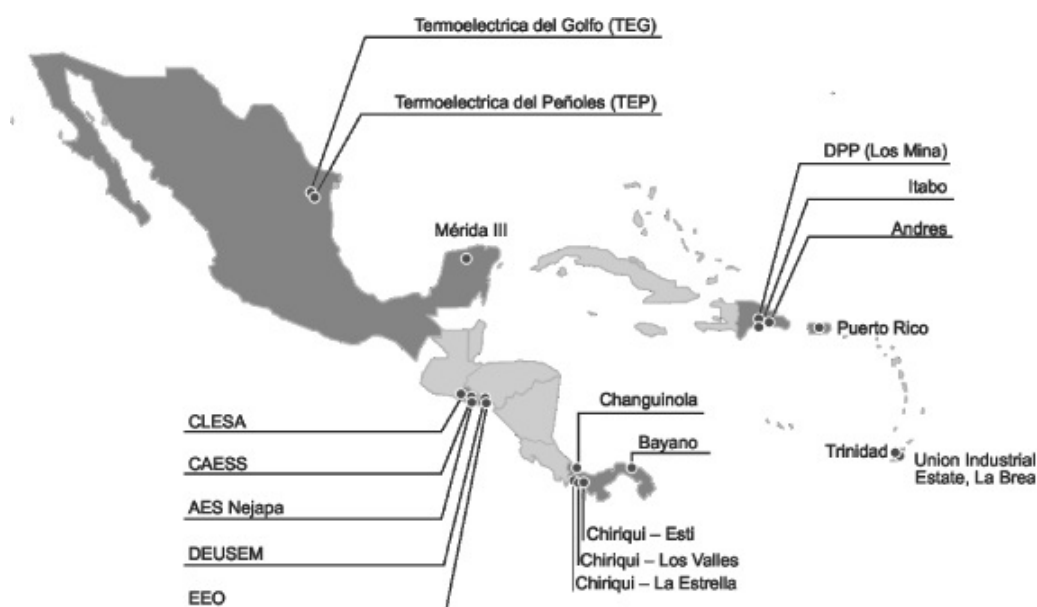 Termoelectrica del Golfo (TEG)
Termoelectrica del Peñoles (TEP)
DPP (Los Mina)
Itabo
Andres
Mérida III
Puerto Rico
CLESA
CAESS
AES Nejapa
DEUSEM
EEO
Changuinola
Bayano
Trinidad
Union Industrial
Estate, La Brea
Chiriqui – Esti
Chiriqui – Los Valles
Chiriqui – La Estrella